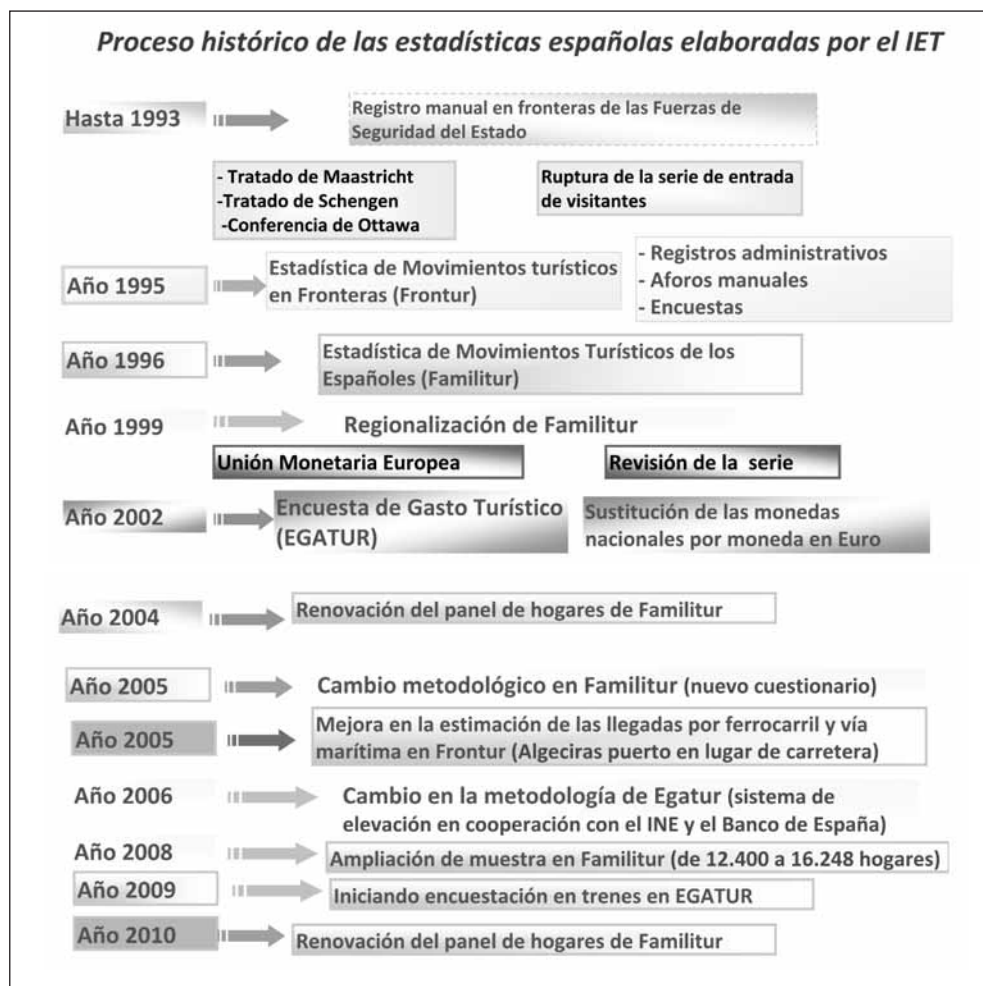 Proceso histórico de las estadísticas españolas elaboradas por el IET
Hasta 1993
Registro manual en fronteras de las Fuerzas de
Seguridad del Estado
- Tratado de Maastricht
-Tratado de Schengen
-Conferencia de Ottawa
Ruptura de la serie de entrada
de visitantes
Año 1995
Estadística de Movimientos turísticos
en Fronteras (Frontur)
- Registros administrativos
- Aforos manuales
- Encuestas
Año 1996
Estadística de Movimientos Turísticos de los
Españoles (Familitur)
Año 1999
Regionalización de Familitur
Unión Monetaria Europea
Revisión de la serie
Año 2002
Encuesta de Gasto Turístico
(EGATUR)
Sustitución de las monedas
nacionales por moneda en Euro
Año 2004
Renovación del panel de hogares de Familitur
Año 2005
Cambio metodológico en Familitur (nuevo cuestionario)
Año 2005
Mejora en la estimación de las llegadas por ferrocarril y vía
marítima en Frontur (Algeciras puerto en lugar de carretera)
Año 2006
Cambio en la metodología de Egatur (sistema de
elevación en cooperación con el INE y el Banco de España)
Año 2008
Ampliación de muestra en Familitur (de 12.400 a 16.248 hogares)
Año 2009
Iniciando encuestación en trenes en EGATUR
Año 2010
Renovación del panel de hogares de Familitur